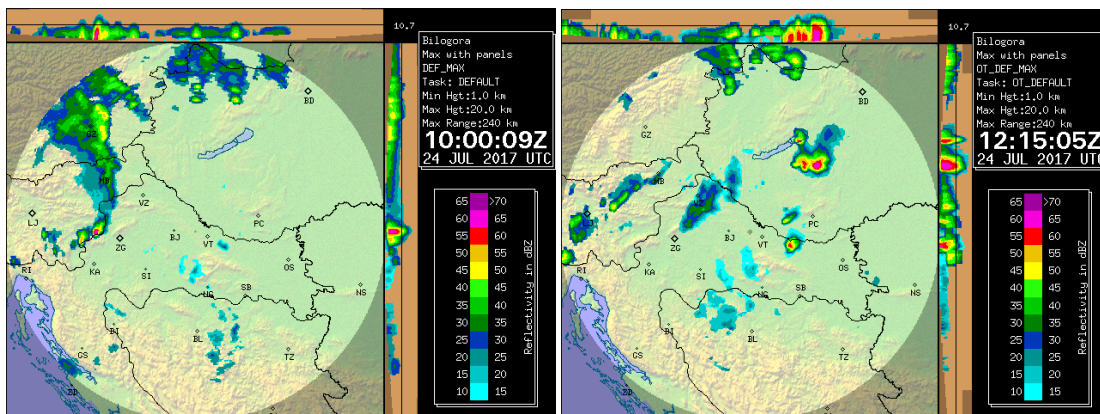 10.7
Bilogora
Max with panels
DEF_MAX
Task: DEFAULT
Min Hgt:1.0 km
Max Hgt:20.0 km
Max Range:240 km
10:00:09Z
24 JUL 2017 UTC
BD
GZ
MB
VZ
LJ
ZG
BJ
VT
PC
RI
KA
SI
OS
NG
SB
NS
BI
BL
GS
TZ
ZD
65 >70
60 65
55 60
50 55
45 50
40 45
35 40
30 35
25 30
20 25
15 20
10 15
Reflectivity in dBZ
10.7
Bilogora
Max with panels
OT_DEF_MAX
Task: OT_DEFAULT
Min Hgt:1.0 km
Max Hgt:20.0 km
Max Range:240 km
12:15:05Z
24 JUL 2017 UTC
BD
GZ
MB
VZ
ZG
BJ
VT
PC
RI
KA
SI
OS
NG
SB
NS
BI
BL
GS
TZ
ZD
65 >70
60 65
55 60
50 55
45 50
40 45
35 40
30 35
25 30
20 25
15 20
10 15
Reflectivity in dBZ